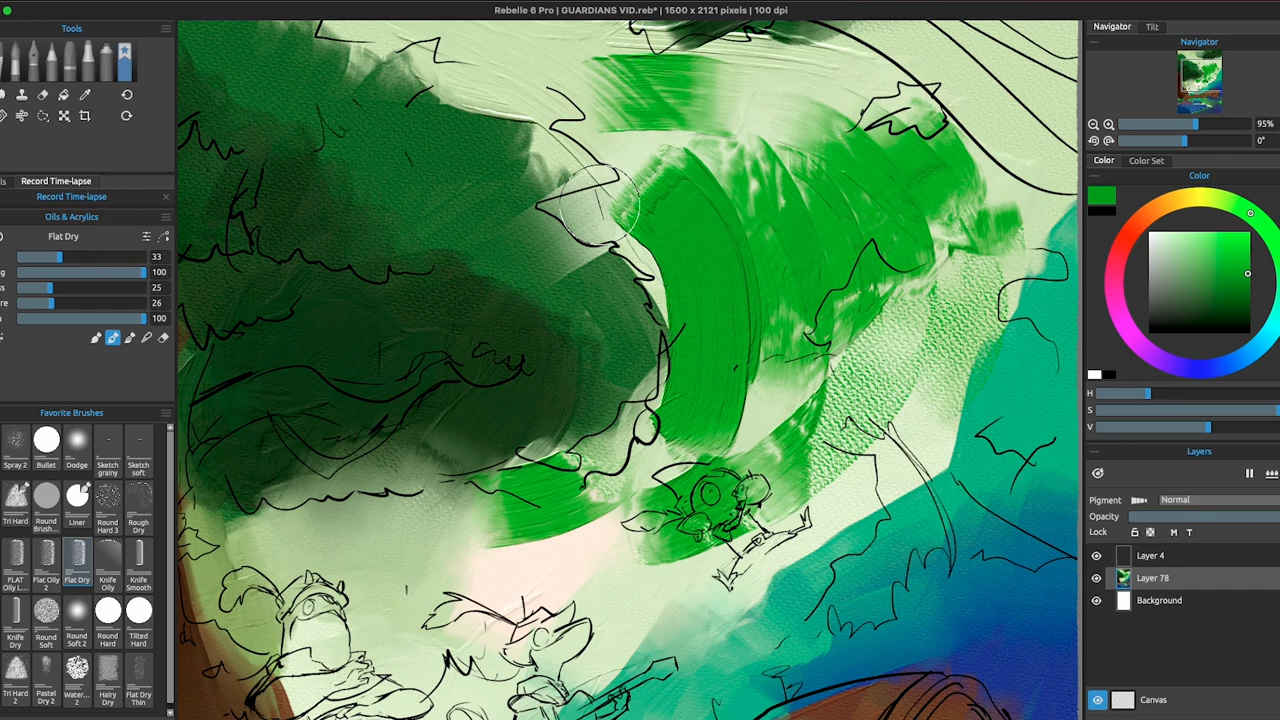 Rebelle 6 Pro | GUARDIANS VID.reb* | 1500 x 2121 pixels | 100 dpi
Tools
Record Time-lapse
Record Time-lapse
Oils & Acrylics
Flat Dry
33
100
25
26
100
Favorite Brushes
Spray 2 Bullet Dodge Sketch grainy Sketch soft
Tri Hard Round Brush... Liner Round Hard 3 Rough Dry
FLAT Oily L... Flat Oily 2 Flat Dry Knife Oily Knife Smooth
Knife Dry Round Soft Round Soft 2 Round Hard Tilted Hard
Tri Hard 2 Pastel Dry 2 Water... 2 Hairy Dry Flat Dry Thin
Navigator Tilt
Navigator
95%
0°
Color Color Set
Color
H
S
V
Layers
Pigment Normal
Opacity
Lock M T
Layer 4
Layer 78
Background
Canvas